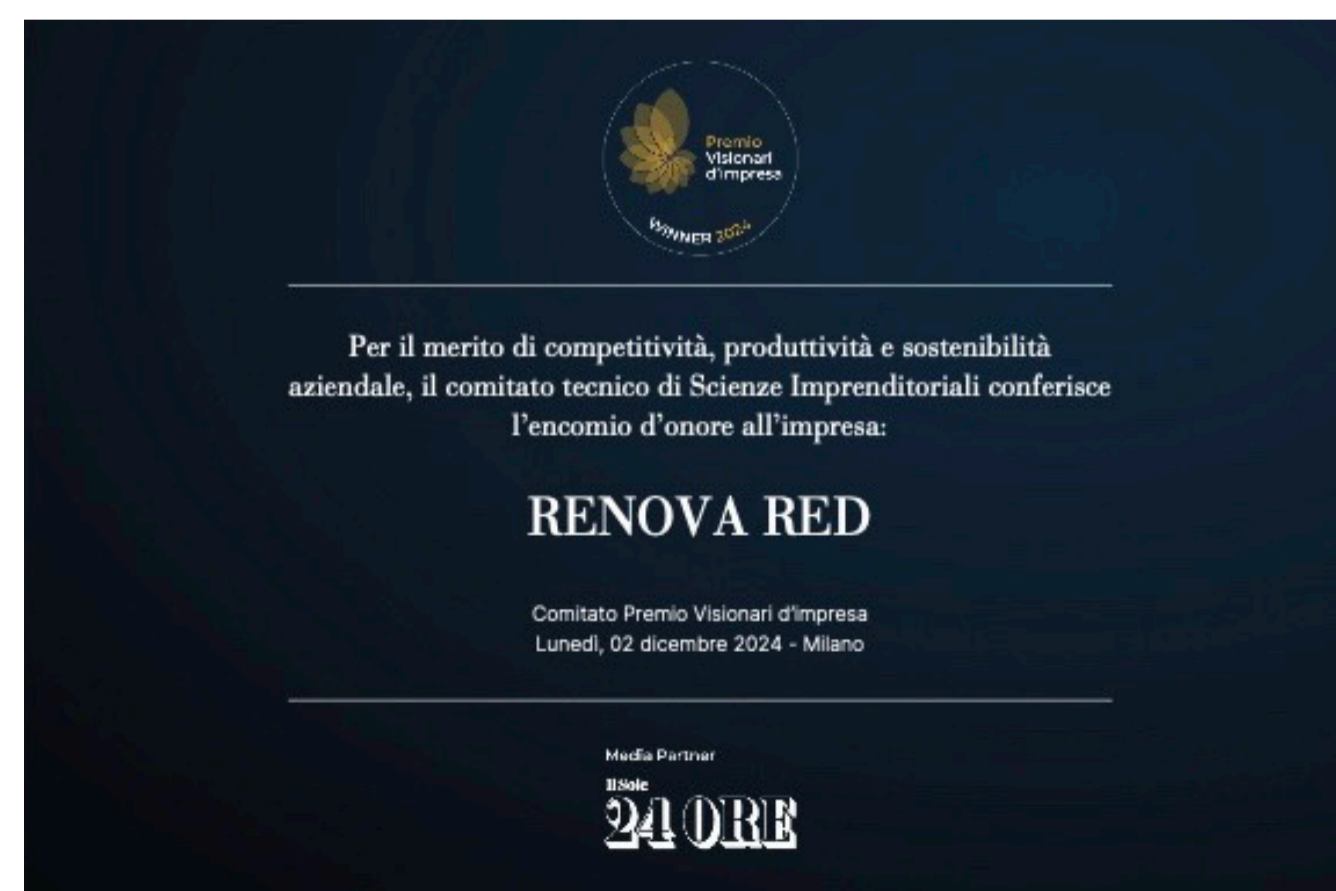 Premio
Visionari
d'impresa
WINNER 2024
Per il merito di competitività, produttività e sostenibilità
aziendale, il comitato tecnico di Scienze Imprenditoriali conferisce
l'encomio d'onore all'impresa:
RENOVA RED
Comitato Premio Visionari d'impresa
Lunedì, 02 dicembre 2024 - Milano
Media Partner
Il Sole
24 ORE